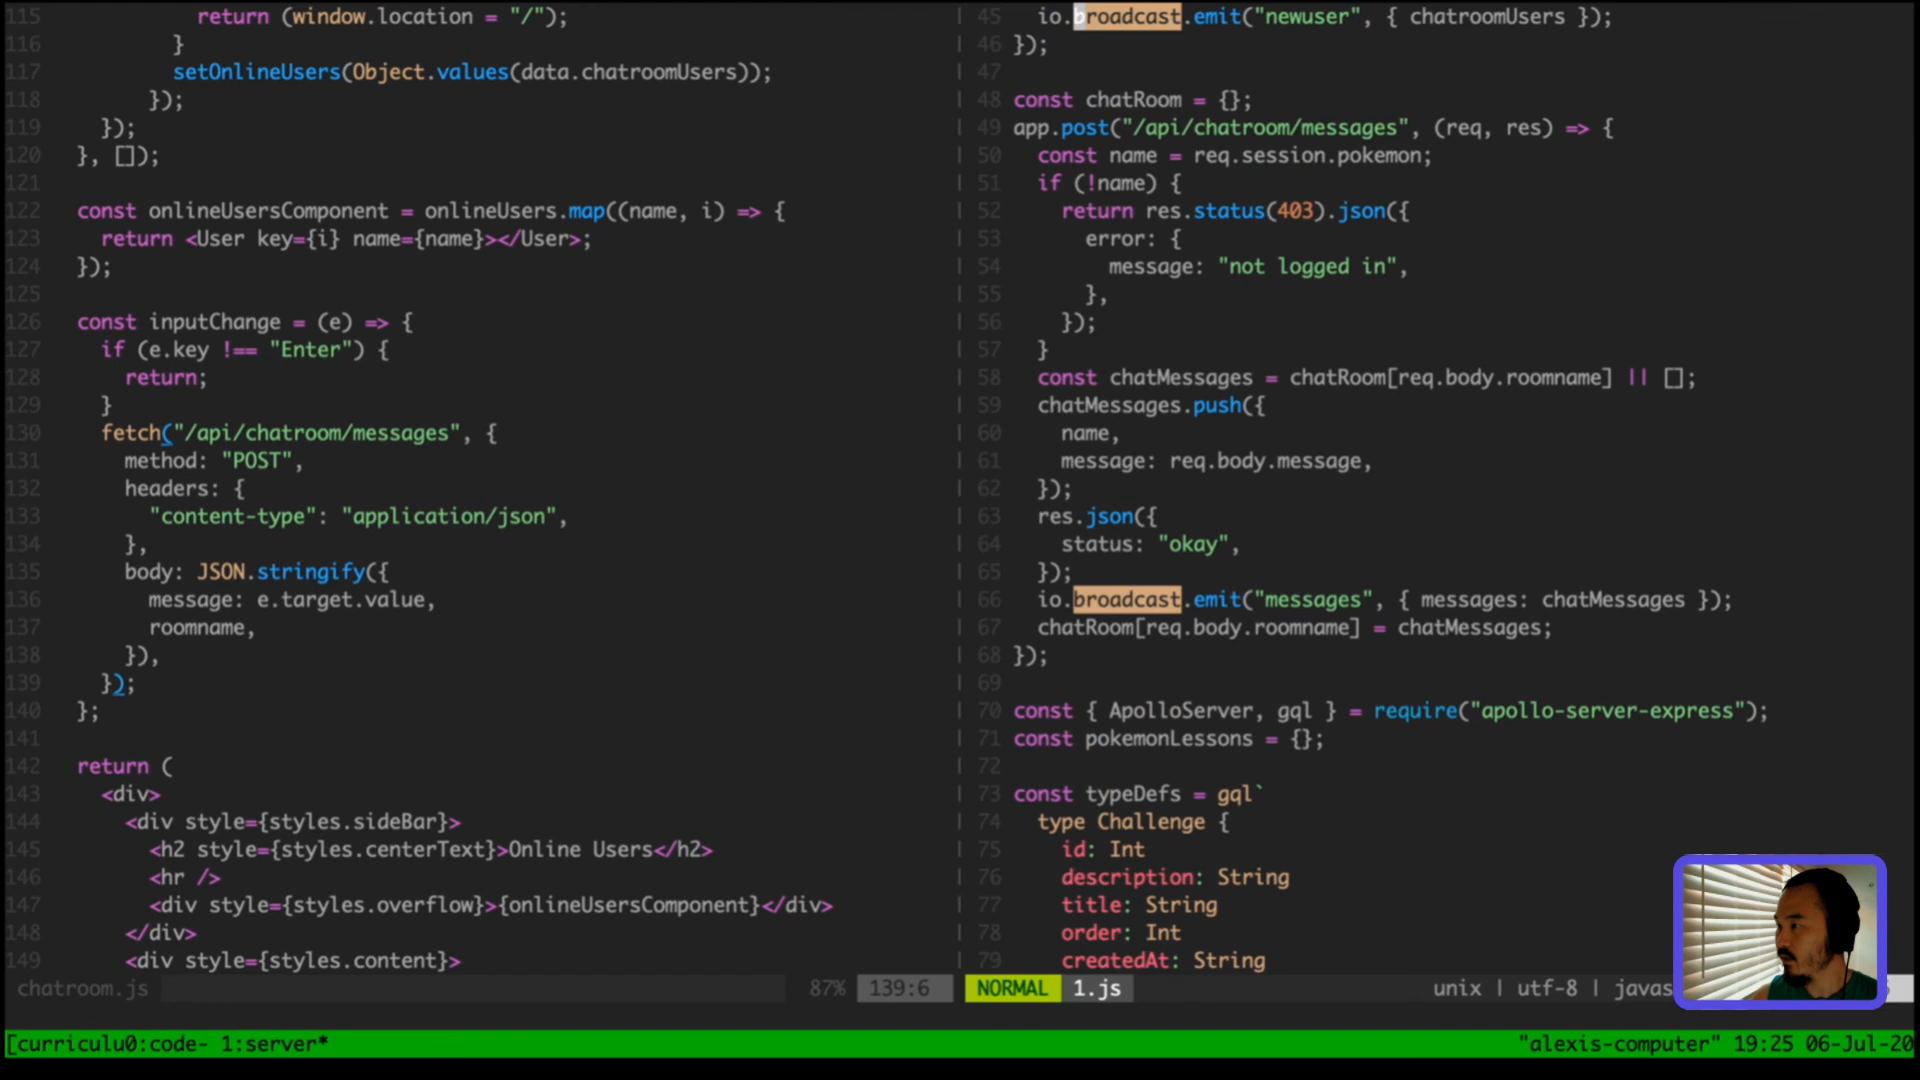 115 return (window.location = "/");
116 }
117 setOnlineUsers(Object.values(data.chatroomUsers));
118 });
119 });
120 }, []);
121
122 const onlineUsersComponent = onlineUsers.map((name, i) => {
123 return <User key={i} name={name}></User>;
124 });
125
126 const inputChange = (e) => {
127 if (e.key !== "Enter") {
128 return;
129 }
130 fetch("/api/chatroom/messages", {
131 method: "POST",
132 headers: {
133 "content-type": "application/json",
134 },
135 body: JSON.stringify({
136 message: e.target.value,
137 roomname,
138 }),
139 });
140 };
141
142 return (
143 <div>
144 <div style={styles.sideBar}>
145 <h2 style={styles.centerText}>Online Users</h2>
146 <hr />
147 <div style={styles.overflow}>{onlineUsersComponent}</div>
148 </div>
149 <div style={styles.content}>
chatroom.js 87% 139:6
45 io.broadcast.emit("newuser", { chatroomUsers });
46 });
47
48 const chatRoom = {};
49 app.post("/api/chatroom/messages", (req, res) => {
50 const name = req.session.pokemon;
51 if (!name) {
52 return res.status(403).json({
53 error: {
54 message: "not logged in",
55 },
56 });
57 }
58 const chatMessages = chatRoom[req.body.roomname] || [];
59 chatMessages.push({
60 name,
61 message: req.body.message,
62 });
63 res.json({
64 status: "okay",
65 });
66 io.broadcast.emit("messages", { messages: chatMessages });
67 chatRoom[req.body.roomname] = chatMessages;
68 });
69
70 const { ApolloServer, gql } = require("apollo-server-express");
71 const pokemonLessons = {};
72
73 const typeDefs = gql`
74 type Challenge {
75 id: Int
76 description: String
77 title: String
78 order: Int
79 createdAt: String
NORMAL 1.js unix | utf-8 | javas
[curriculu0:code- 1:server* "alexis-computer" 19:25 06-Jul-20